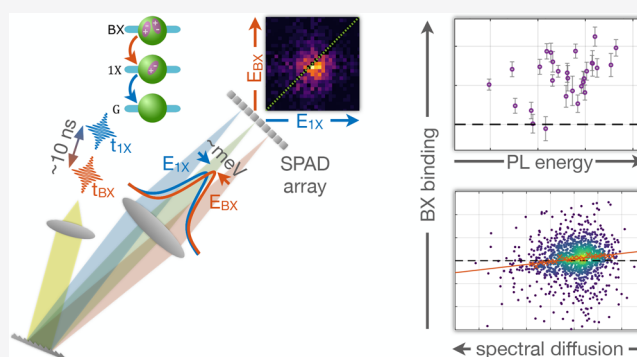 BX
1X
G
~10 ns
t1X
tBX
E1X
~meV
EBX
EBX
E1X
SPAD
array
BX binding
PL energy
spectral diffusion